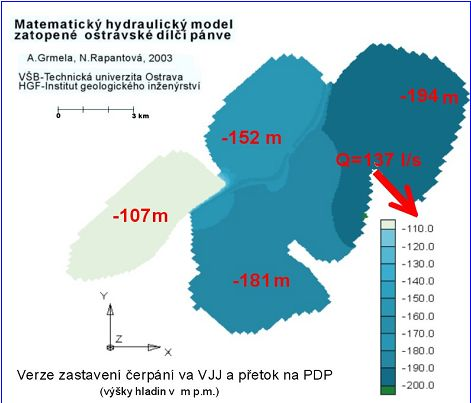 Matematický hydraulický model
zatopené ostravské dílčí pánve
A.Grmela, N.Rapantová, 2003
VŠB-Technická univerzita Ostrava
HGF-Institut geologického inženýrství
0 3 km
-194 m
-152 m
Q=137 l/s
-107m
-181 m
-110.0
-120.0
-130.0
-140.0
-150.0
-160.0
-170.0
-180.0
-190.0
-200.0
Y
Z
X
Verze zastavení čerpání va VJJ a přetok na PDP
(výšky hladin v m p.m.)